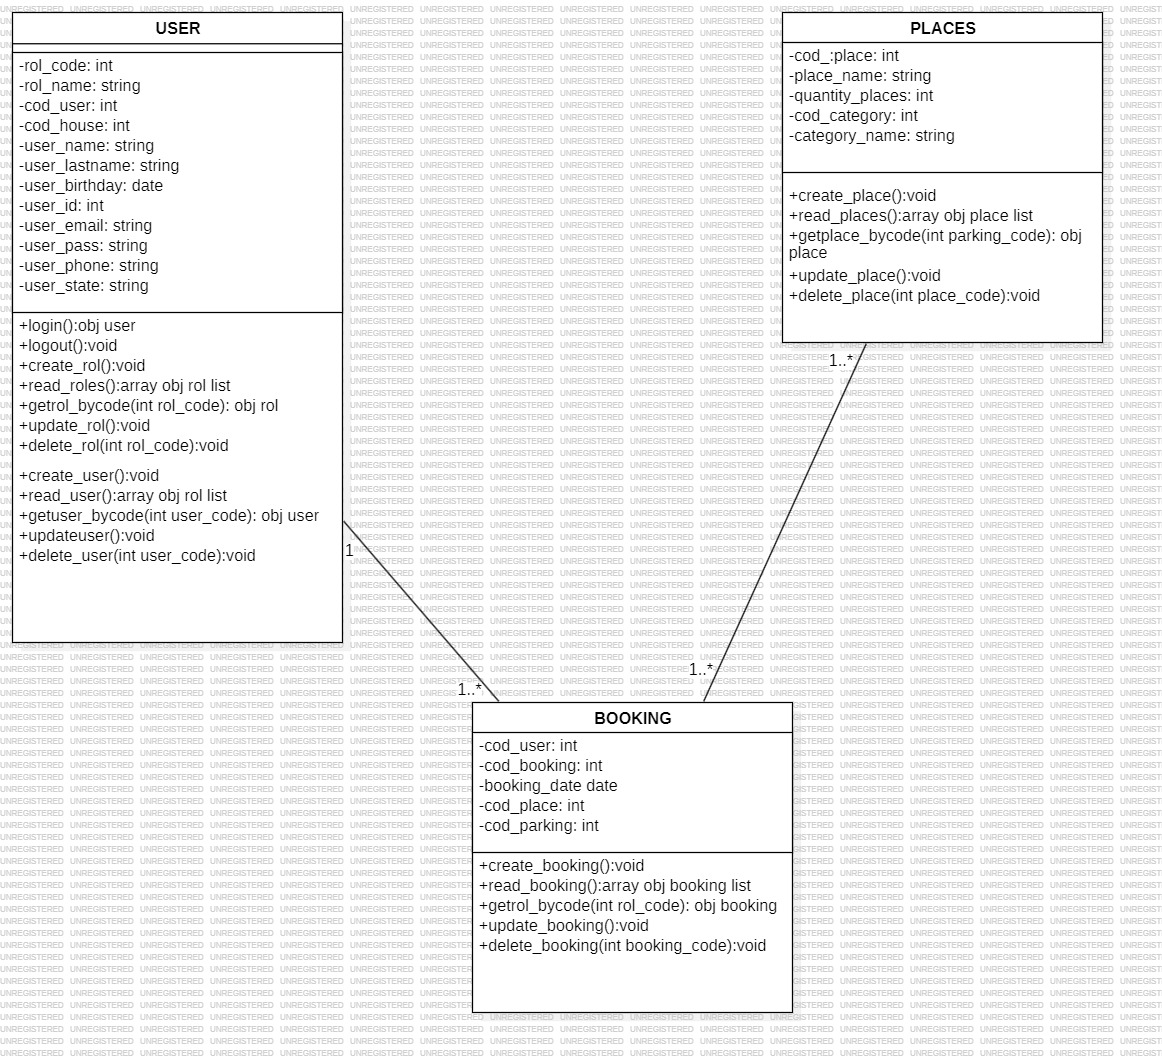 USER
-rol_code: int
-rol_name: string
-cod_user: int
-cod_house: int
-user_name: string
-user_lastname: string
-user_birthday: date
-user_id: int
-user_email: string
-user_pass: string
-user_phone: string
-user_state: string
+login():obj user
+logout():void
+create_rol():void
+read_roles():array obj rol list
+getrol_bycode(int rol_code): obj rol
+update_rol():void
+delete_rol(int rol_code):void
+create_user():void
+read_user():array obj rol list
+getuser_bycode(int user_code): obj user
+updateuser():void
+delete_user(int user_code):void
PLACES
-cod_:place: int
-place_name: string
-quantity_places: int
-cod_category: int
-category_name: string
+create_place():void
+read_places():array obj place list
+getplace_bycode(int parking_code): obj
place
+update_place():void
+delete_place(int place_code):void
1..*
1
1..*
1..*
BOOKING
-cod_user: int
-cod_booking: int
-booking_date date
-cod_place: int
-cod_parking: int
+create_booking():void
+read_booking():array obj booking list
+getrol_bycode(int rol_code): obj booking
+update_booking():void
+delete_booking(int booking_code):void
UNREGISTERED